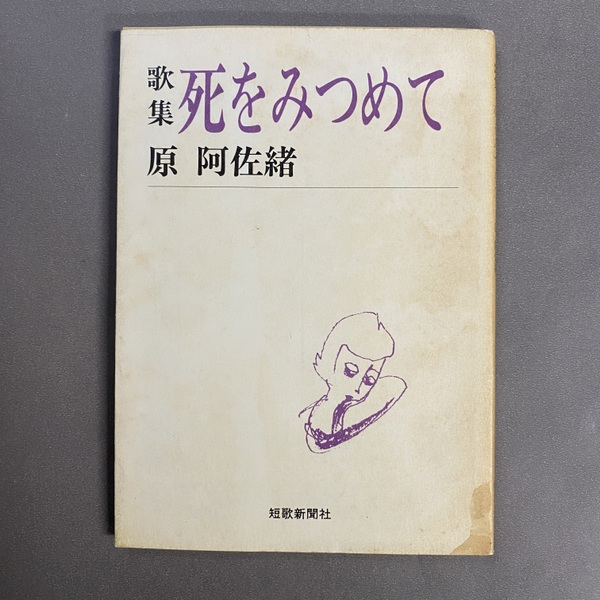 歌集 死をみつめて
原 阿佐緒
短歌新聞社